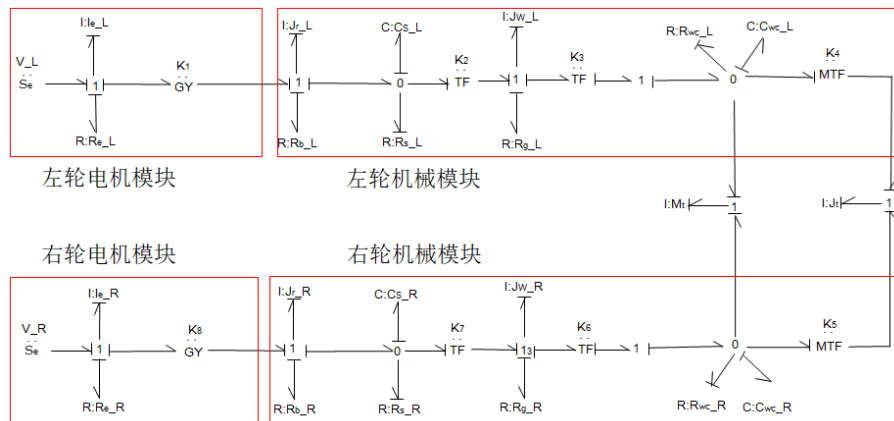 I:Ie_L
I:Jr_L
C:Cs_L
I:Jw_L
R:Rwc_L
C:Cwc_L
V_L
K1
K2
K3
K4
Se
1
GY
1
0
TF
1
TF
1
0
MTF
R:Re_L
R:Rb_L
R:Rs_L
R:Rg_L
左轮电机模块
左轮机械模块
I:Mt
1
I:Jt
1
右轮电机模块
右轮机械模块
I:Ie_R
I:Jr_R
C:Cs_R
I:Jw_R
V_R
K8
K7
K6
K5
Se
1
GY
1
0
TF
13
TF
1
0
MTF
R:Re_R
R:Rb_R
R:Rs_R
R:Rg_R
R:Rwc_R
C:Cwc_R